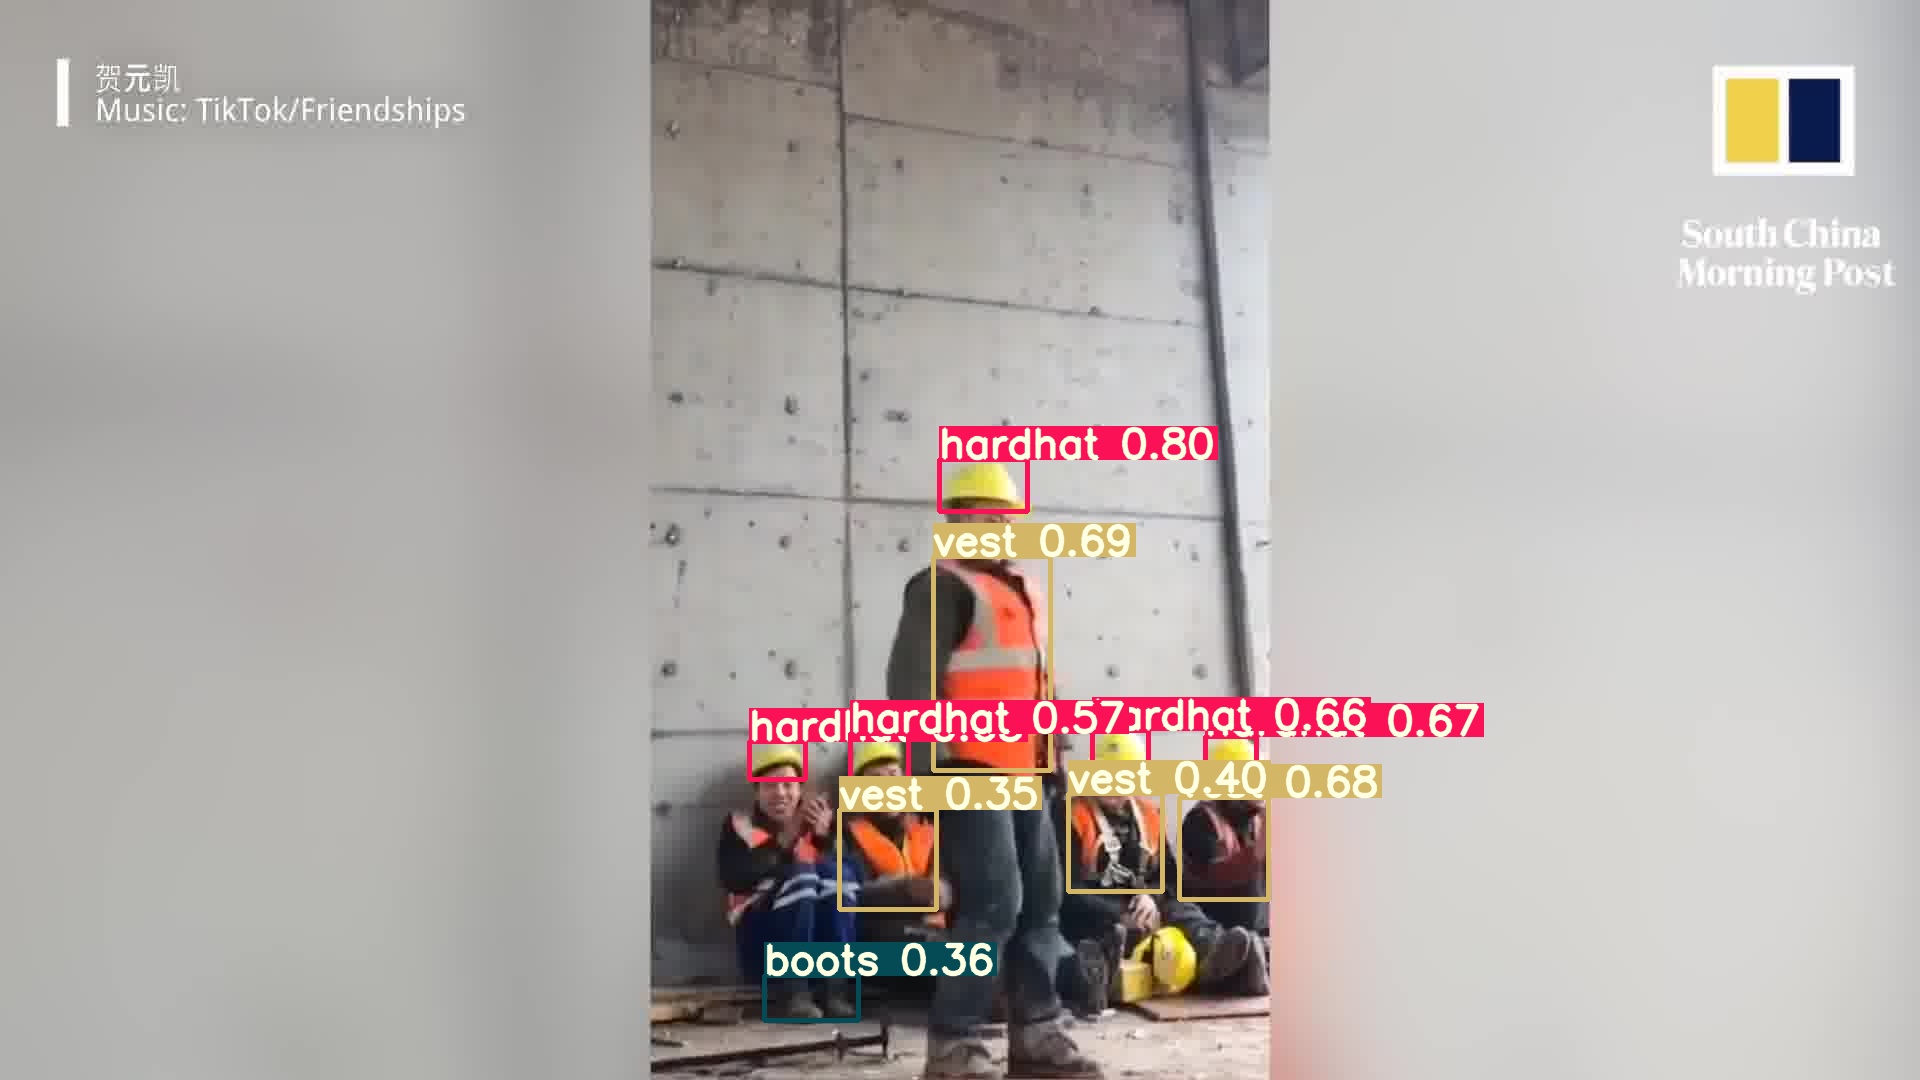 贺元凯
Music: TikTok/Friendships
South China
Morning Post
hardhat 0.80
vest 0.69
hardhat 0.57
hardhat 0.66
0.67
vest 0.35
vest 0.40
0.68
boots 0.36